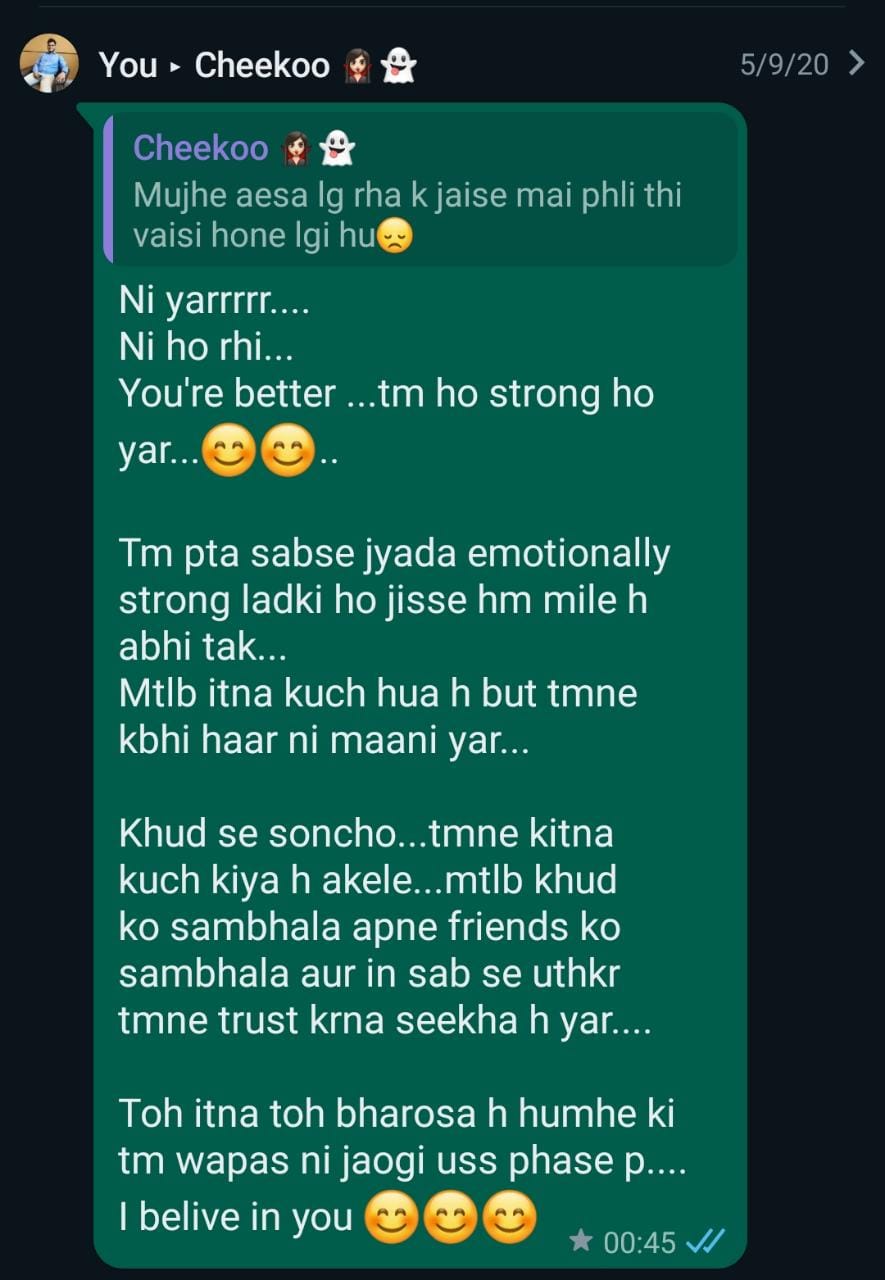 You ▸ Cheekoo 🧛‍♀️👻 5/9/20
Cheekoo 🧛‍♀️👻
Mujhe aesa lg rha k jaise mai phli thi
vaisi hone lgi hu😞
Ni yarrrrr....
Ni ho rhi...
You're better ...tm ho strong ho
yar...😊😊..
Tm pta sabse jyada emotionally
strong ladki ho jisse hm mile h
abhi tak...
Mtlb itna kuch hua h but tmne
kbhi haar ni maani yar...
Khud se soncho...tmne kitna
kuch kiya h akele...mtlb khud
ko sambhala apne friends ko
sambhala aur in sab se uthkr
tmne trust krna seekha h yar....
Toh itna toh bharosa h humhe ki
tm wapas ni jaogi uss phase p....
I belive in you 😊😊😊
★ 00:45